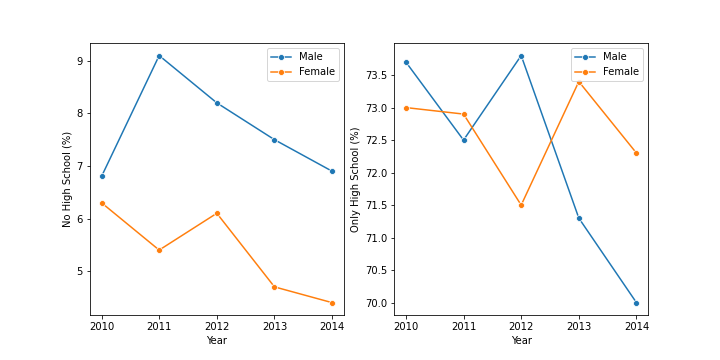 No High School (%)
9
8
7
6
5
2010 2011 2012 2013 2014
Year
Male
Female
Only High School (%)
73.5
73.0
72.5
72.0
71.5
71.0
70.5
70.0
2010 2011 2012 2013 2014
Year
Male
Female